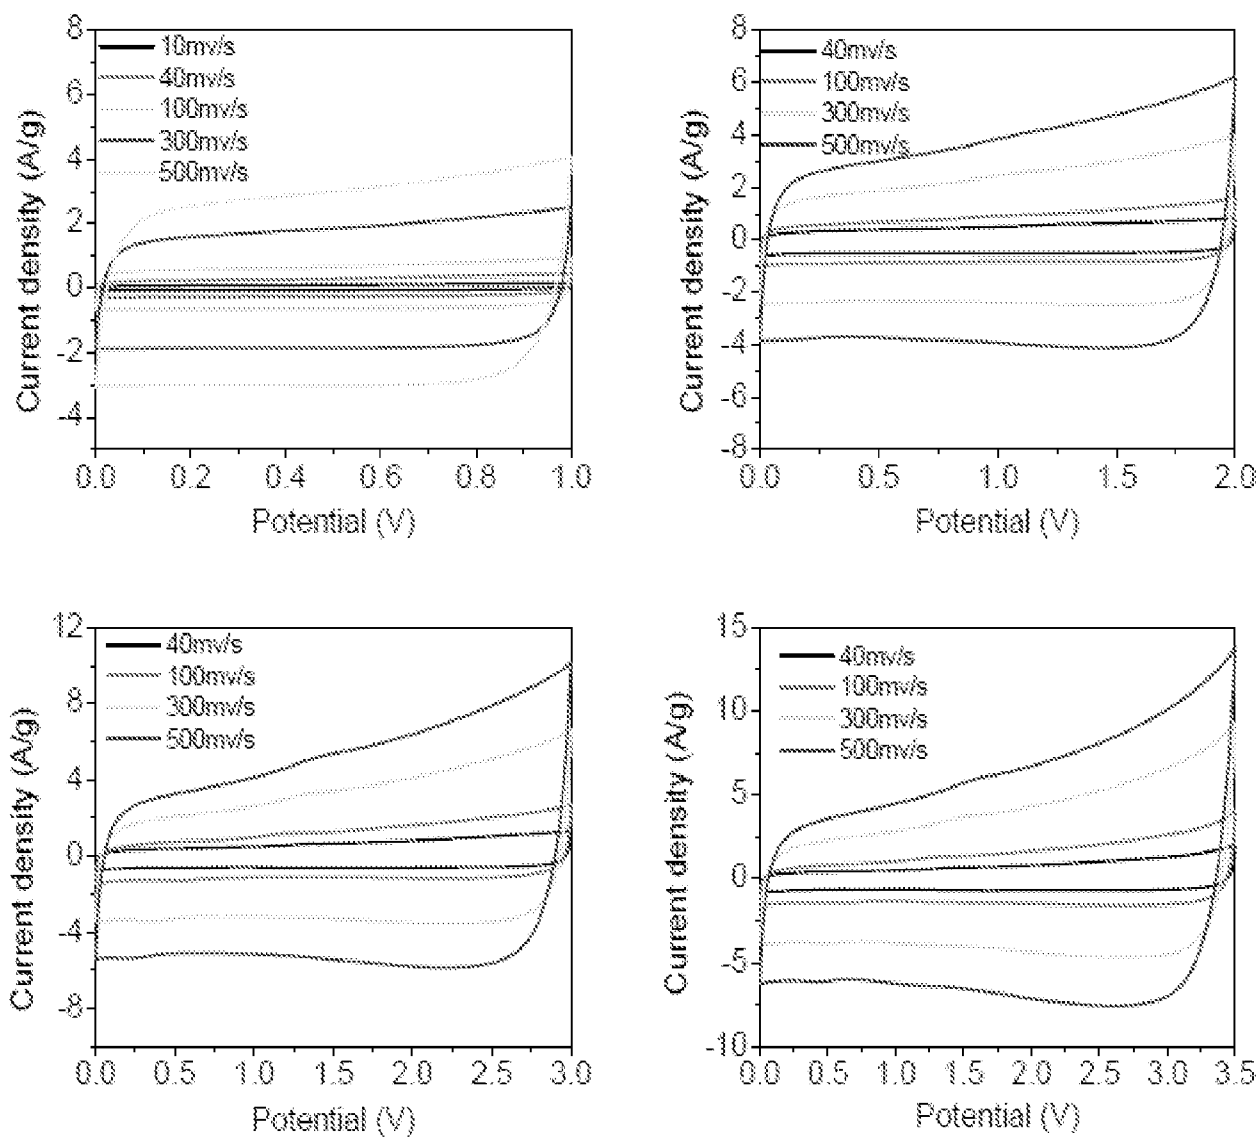 8
6
4
2
0
-2
-4
Current density (A/g)
10mv/s
40mv/s
100mv/s
300mv/s
500mv/s
0.0 0.2 0.4 0.6 0.8 1.0
Potential (V)
8
6
4
2
0
-2
-4
-6
-8
Current density (A/g)
40mv/s
100mv/s
300mv/s
500mv/s
0.0 0.5 1.0 1.5 2.0
Potential (V)
12
8
4
0
-4
-8
Current density (A/g)
40mv/s
100mv/s
300mv/s
500mv/s
0.0 0.5 1.0 1.5 2.0 2.5 3.0
Potential (V)
15
10
5
0
-5
-10
Current density (A/g)
40mv/s
100mv/s
300mv/s
500mv/s
0.0 0.5 1.0 1.5 2.0 2.5 3.0 3.5
Potential (V)